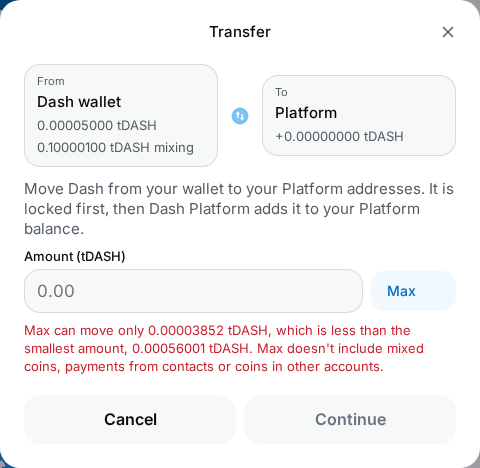 Transfer
From
Dash wallet
0.00005000 tDASH
0.10000100 tDASH mixing
To
Platform
+0.00000000 tDASH
Move Dash from your wallet to your Platform addresses. It is
locked first, then Dash Platform adds it to your Platform
balance.
Amount (tDASH)
0.00
Max
Max can move only 0.00003852 tDASH, which is less than the
smallest amount, 0.00056001 tDASH. Max doesn't include mixed
coins, payments from contacts or coins in other accounts.
Cancel
Continue